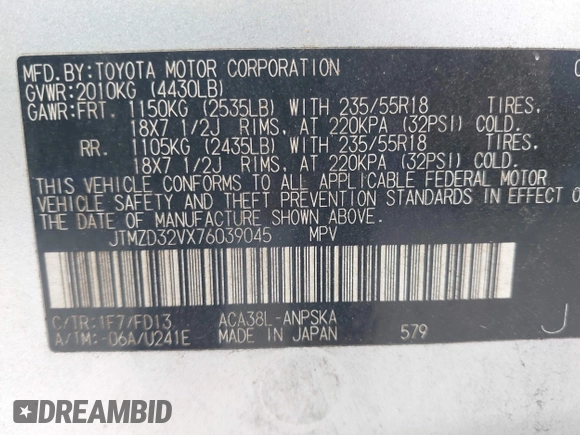 MFD.BY:TOYOTA MOTOR CORPORATION
GVWR:2010KG (4430LB)
GAWR:FRT. 1150KG (2535LB) WITH 235/55R18 TIRES,
18X7 1/2J RIMS, AT 220KPA (32PSI) COLD.
RR. 1105KG (2435LB) WITH 235/55R18 TIRES,
18X7 1/2J RIMS, AT 220KPA (32PSI) COLD.
THIS VEHICLE CONFORMS TO ALL APPLICABLE FEDERAL MOTOR
VEHICLE SAFETY AND THEFT PREVENTION STANDARDS IN EFFECT O
THE DATE OF MANUFACTURE SHOWN ABOVE.
JTMZD32VX76039045 MPV
C/TR:1F7/FD13 ACA38L-ANPSKA
A/TM:-06A/U241E MADE IN JAPAN 579 J
DREAMBID